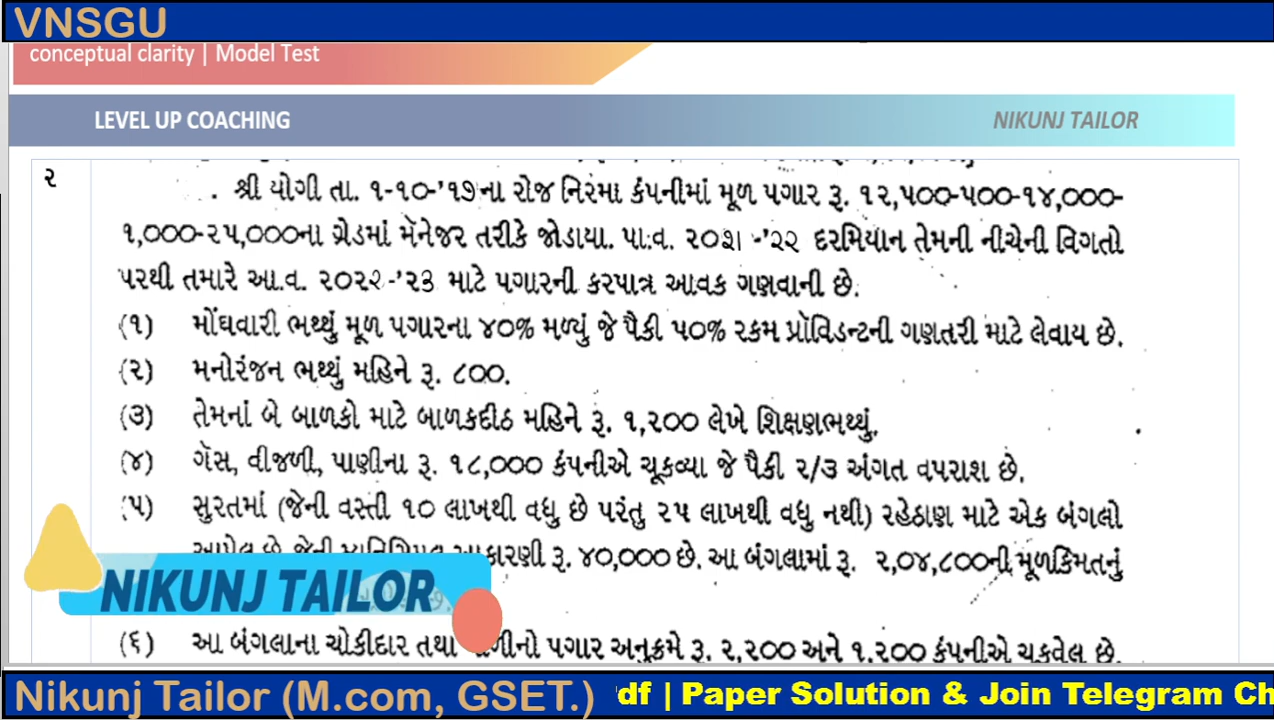 VNSGU
conceptual clarity | Model Test
LEVEL UP COACHING NIKUNJ TAILOR
૨
શ્રી યોગી તા. ૧-૧૦-'૧૭ના રોજ નિરમા કંપનીમાં મૂળ પગાર રૂ. ૧૨,૫૦૦-૫૦૦-૧૪,૦૦૦-
૧,૦૦૦-૨૫,૦૦૦ના ગ્રેડમાં મૅનેજર તરીકે જોડાયા. પા.વ. ૨૦૨૧-'૨૨ દરમિયાન તેમની નીચેની વિગતો
પરથી તમારે આ.વ. ૨૦૨૨-'૨૩ માટે પગારની કરપાત્ર આવક ગણવાની છે.
(૧) મોંઘવારી ભથ્થું મૂળ પગારના ૪૦% મળ્યું જે પૈકી ૫૦% રકમ પ્રૉવિડન્ટની ગણતરી માટે લેવાય છે.
(૨) મનોરંજન ભથ્થું મહિને રૂ. ૮૦૦.
(૩) તેમનાં બે બાળકો માટે બાળકદીઠ મહિને રૂ. ૧,૨૦૦ લેખે શિક્ષણભથ્થું.
(૪) ગૅસ, વીજળી, પાણીના રૂ. ૧૮,૦૦૦ કંપનીએ ચૂકવ્યા જે પૈકી ૨/૩ અંગત વપરાશ છે.
(૫) સુરતમાં (જેની વસ્તી ૧૦ લાખથી વધુ છે પરંતુ ૨૫ લાખથી વધુ નથી) રહેઠાણ માટે એક બંગલો
રૂ. ૪૦,૦૦૦ છે. આ બંગલામાં રૂ. ૨,૦૪,૮૦૦ની મૂળકિંમતનું
NIKUNJ TAILOR
(૬) આ બંગલાના ચોકીદાર તથા પગાર અનુક્રમે રૂ. ૨,૨૦૦ અને ૧,૨૦૦ કંપનીએ ચૂકવેલ છે.
Nikunj Tailor (M.com, GSET.) df | Paper Solution & Join Telegram Ch